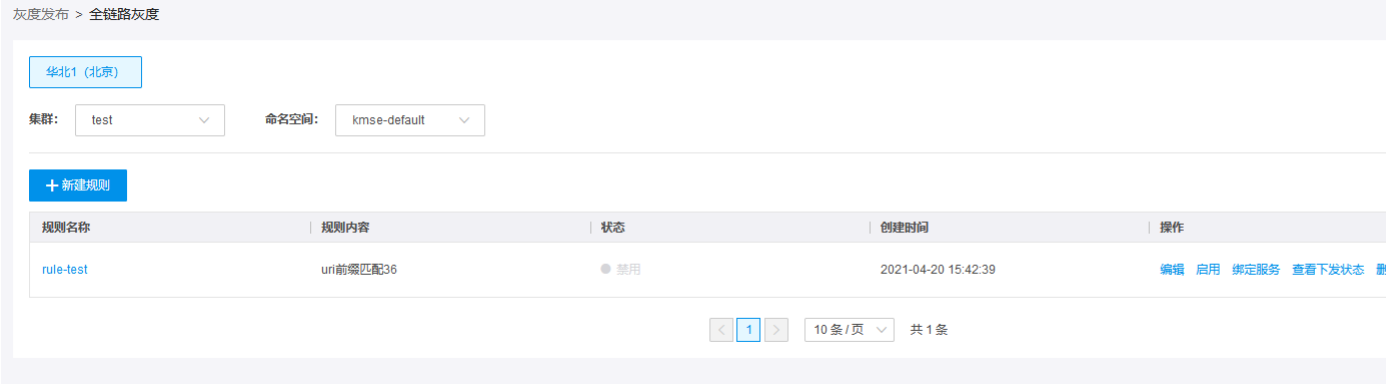 灰度发布 > 全链路灰度
华北1（北京）
集群： test 命名空间： kmse-default
新建规则
规则名称 规则内容 状态 创建时间 操作
rule-test uri前缀匹配36 禁用 2021-04-20 15:42:39 编辑 启用 绑定服务 查看下发状态
1 10 条 / 页 共 1 条